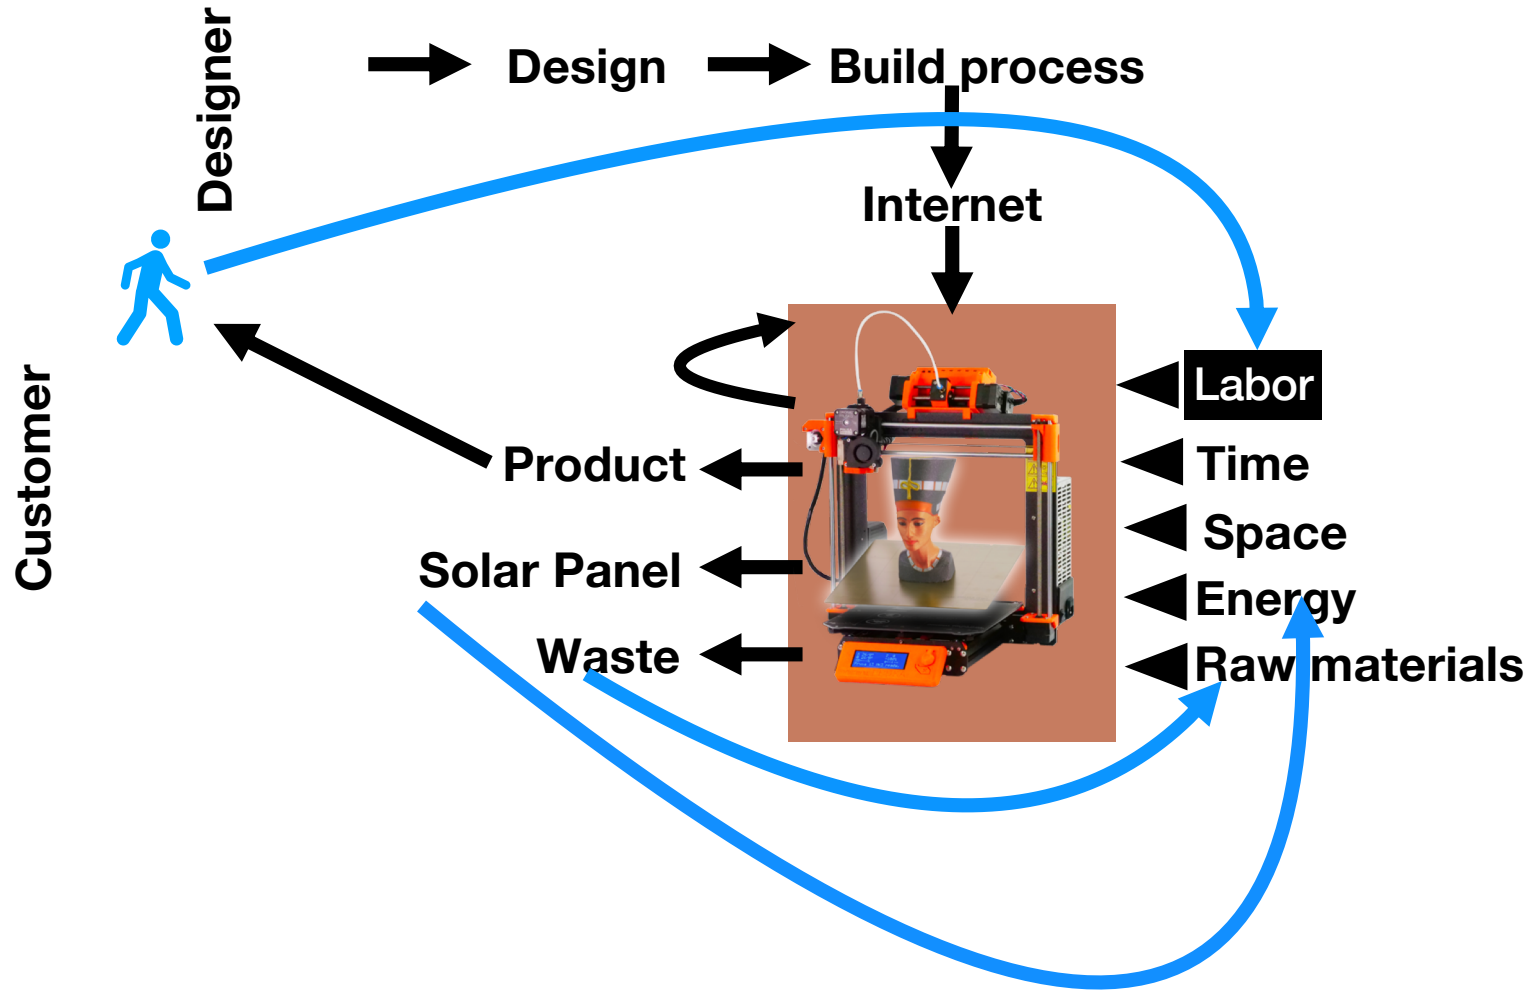 Designer
Design
Build process
Internet
Customer
Labor
Product
Time
Space
Solar Panel
Energy
Waste
Raw materials